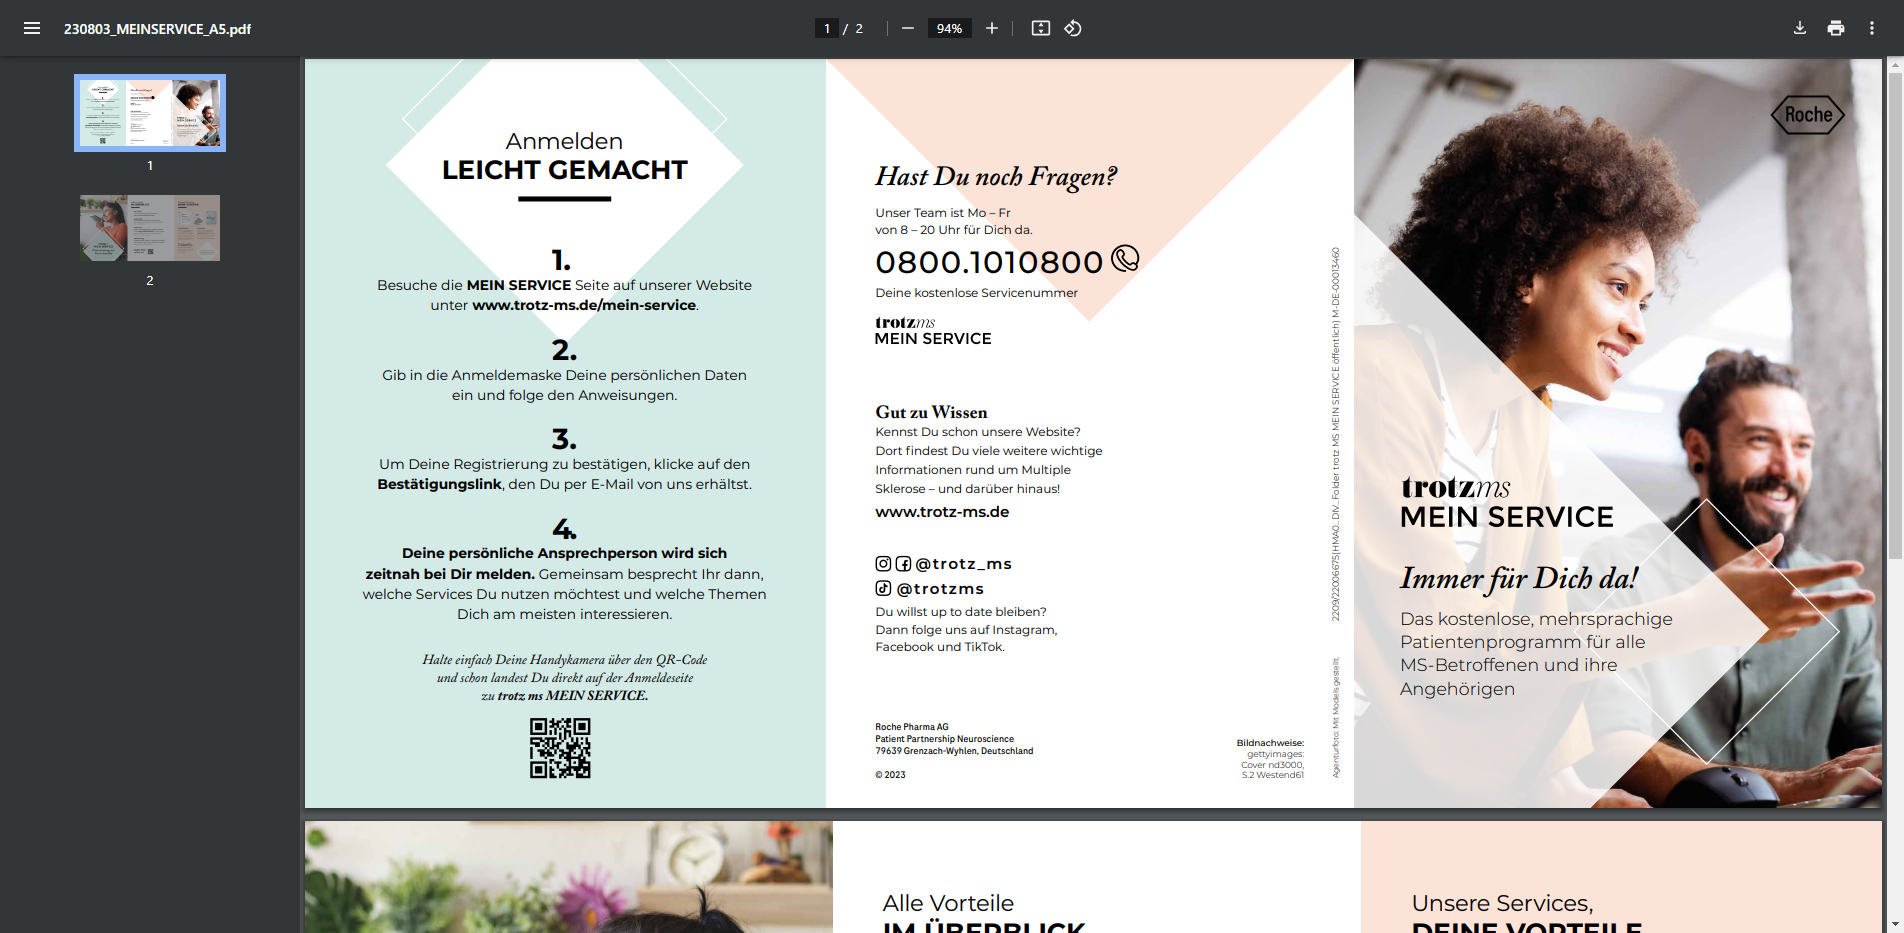 230803_MEINSERVICE_A5.pdf
1 / 2
94%
1
2
Anmelden
LEICHT GEMACHT
1.
Besuche die MEIN SERVICE Seite auf unserer Website
unter www.trotz-ms.de/mein-service.
2.
Gib in die Anmeldemaske Deine persönlichen Daten
ein und folge den Anweisungen.
3.
Um Deine Registrierung zu bestätigen, klicke auf den
Bestätigungslink, den Du per E-Mail von uns erhältst.
4.
Deine persönliche Ansprechperson wird sich
zeitnah bei Dir melden. Gemeinsam besprecht Ihr dann,
welche Services Du nutzen möchtest und welche Themen
Dich am meisten interessieren.
Halte einfach Deine Handykamera über den QR-Code
und schon landest Du direkt auf der Anmeldeseite
zu trotz ms MEIN SERVICE.
Hast Du noch Fragen?
Unser Team ist Mo – Fr
von 8 – 20 Uhr für Dich da.
0800.1010800
Deine kostenlose Servicenummer
trotzms
MEIN SERVICE
Gut zu Wissen
Kennst Du schon unsere Website?
Dort findest Du viele weitere wichtige
Informationen rund um Multiple
Sklerose – und darüber hinaus!
www.trotz-ms.de
@trotz_ms
@trotzms
Du willst up to date bleiben?
Dann folge uns auf Instagram,
Facebook und TikTok.
Roche Pharma AG
Patient Partnership Neuroscience
79639 Grenzach-Wyhlen, Deutschland
© 2023
Bildnachweise:
gettyimages:
Cover nd3000,
S.2 Westend61
Agenturfoto: Mit Models gestellt.
2209/22006675(HMA0_DIV_Folder trotz MS MEIN SERVICE öffentlich) M-DE-00013460
Roche
trotzms
MEIN SERVICE
Immer für Dich da!
Das kostenlose, mehrsprachige
Patientenprogramm für alle
MS-Betroffenen und ihre
Angehörigen
Alle Vorteile
IM ÜBERBLICK
Unsere Services,
DEINE VORTEILE